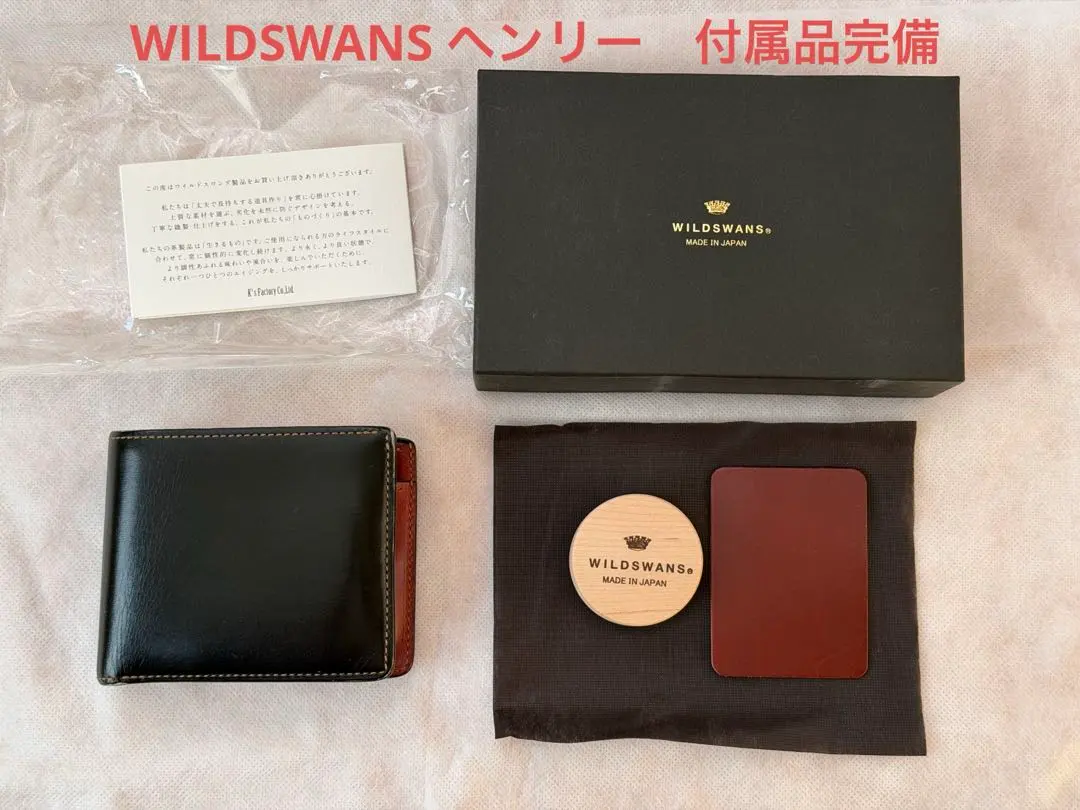 WILDSWANS ヘンリー 付属品完備
この度はワイルドスワンズ製品をお買い上げ頂きありがとうございます。
私たちは「丈夫で長持ちする道具作り」を常に心掛けています。
上質な素材を選ぶ、劣化を未然に防ぐデザインを考える、
丁寧な縫製・仕上げをする、これが私たちの「ものづくり」の基本です。
私たちの革製品は「生きるもの」です。ご使用になられる方のライフスタイルに
合わせて、常に個性的に変化し続けます。より永く、より良い状態で、
より調性あふれる味わいや風合いを、楽しんでいただくために、
それぞれ一つひとつのエイジングを、しっかりサポートいたします。
K's Factory Co.,Ltd.
WILDSWANS®
MADE IN JAPAN
WILDSWANS®
MADE IN JAPAN